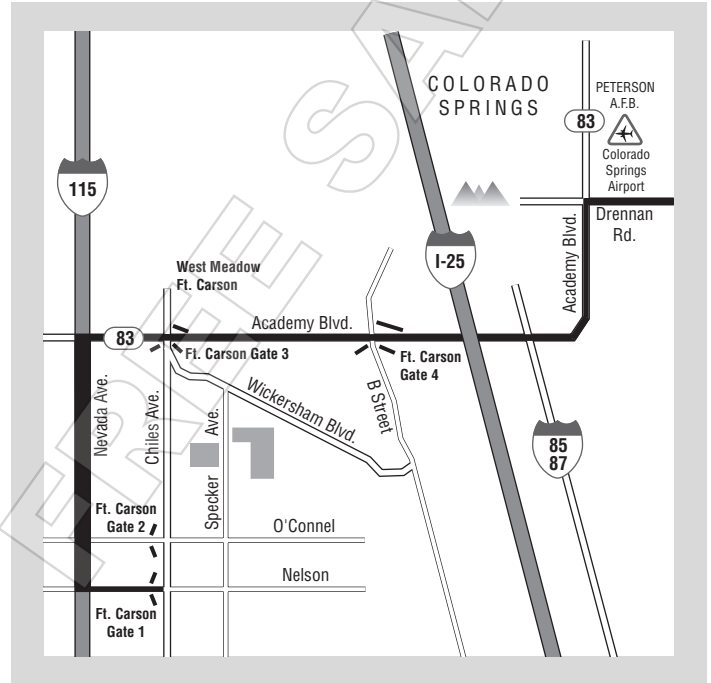 COLORADO
SPRINGS
PETERSON
A.F.B.
83
Colorado
Springs
Airport
115
Drennan
Rd.
Academy Blvd.
I-25
West Meadow
Ft. Carson
Academy Blvd.
83
Ft. Carson Gate 3
Ft. Carson
Gate 4
Nevada Ave.
Chiles Ave.
Specker Ave.
Wickersham Blvd.
B Street
85
87
Ft. Carson
Gate 2
O'Connel
Nelson
Ft. Carson
Gate 1
FREE SA